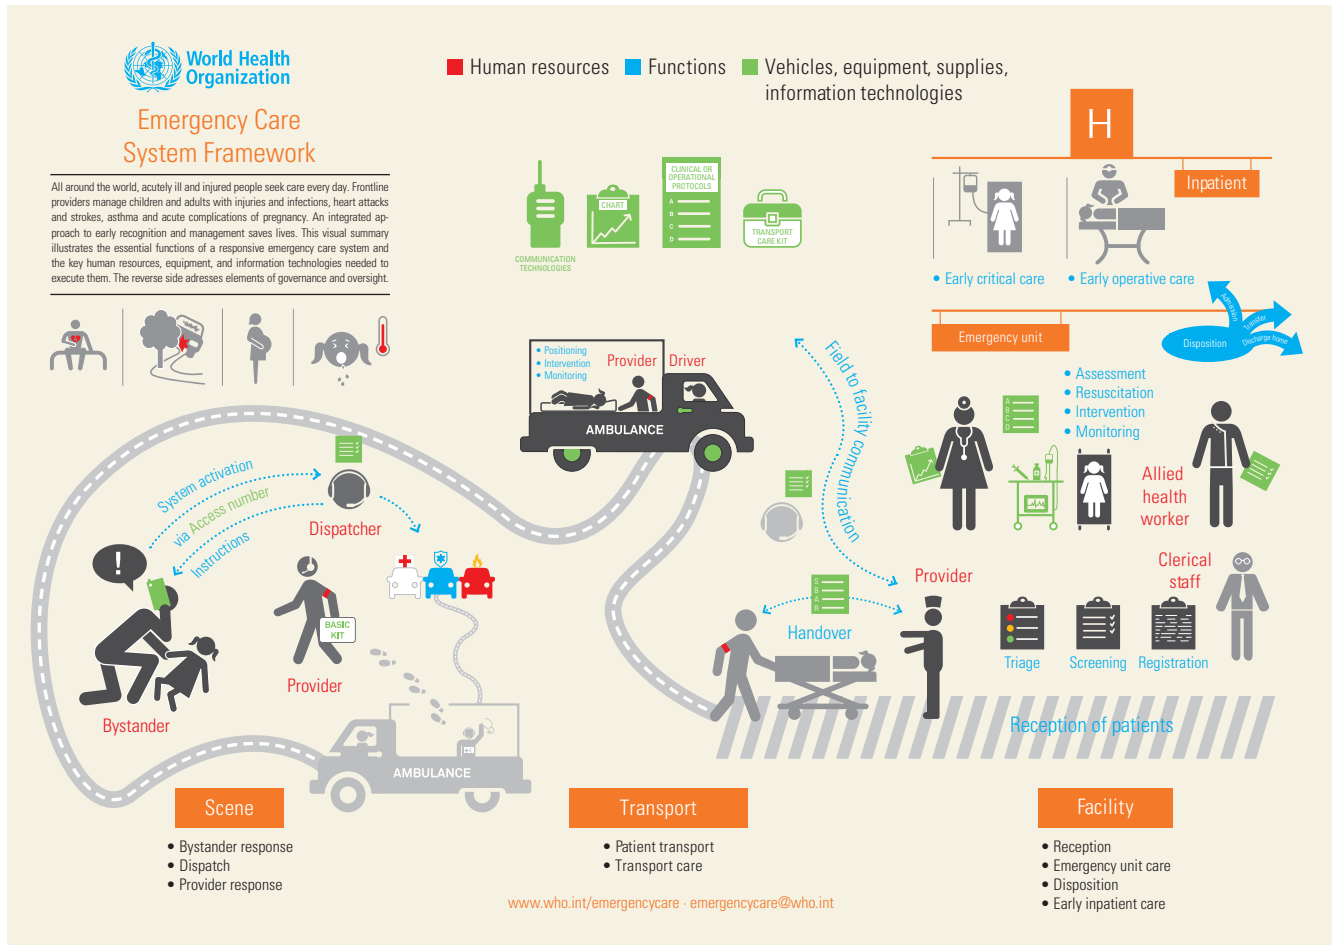 World Health
Organization
Emergency Care
System Framework
All around the world, acutely ill and injured people seek care every day. Frontline
providers manage children and adults with injuries and infections, heart attacks
and strokes, asthma and acute complications of pregnancy. An integrated ap-
proach to early recognition and management saves lives. This visual summary
illustrates the essential functions of a responsive emergency care system and
the key human resources, equipment, and information technologies needed to
execute them. The reverse side adresses elements of governance and oversight.
Human resources
Functions
Vehicles, equipment, supplies,
information technologies
COMMUNICATION
TECHNOLOGIES
CHART
CLINICAL OR
OPERATIONAL
PROTOCOLS
A
B
C
D
TRANSPORT
CARE KIT
H
Inpatient
• Early critical care
• Early operative care
Emergency unit
Disposition
Admission
Transfer
Discharge home
• Assessment
• Resuscitation
• Intervention
• Monitoring
A
B
C
D
Allied
health
worker
Clerical
staff
Triage
Screening
Registration
Reception of patients
• Positioning
• Intervention
• Monitoring
Provider
Driver
AMBULANCE
Field to facility communication
S
B
A
R
Handover
Provider
System activation
via Access number
Instructions
Dispatcher
!
Bystander
BASIC
KIT
Provider
AMBULANCE
Scene
• Bystander response
• Dispatch
• Provider response
Transport
• Patient transport
• Transport care
Facility
• Reception
• Emergency unit care
• Disposition
• Early inpatient care
www.who.int/emergencycare - emergencycare@who.int